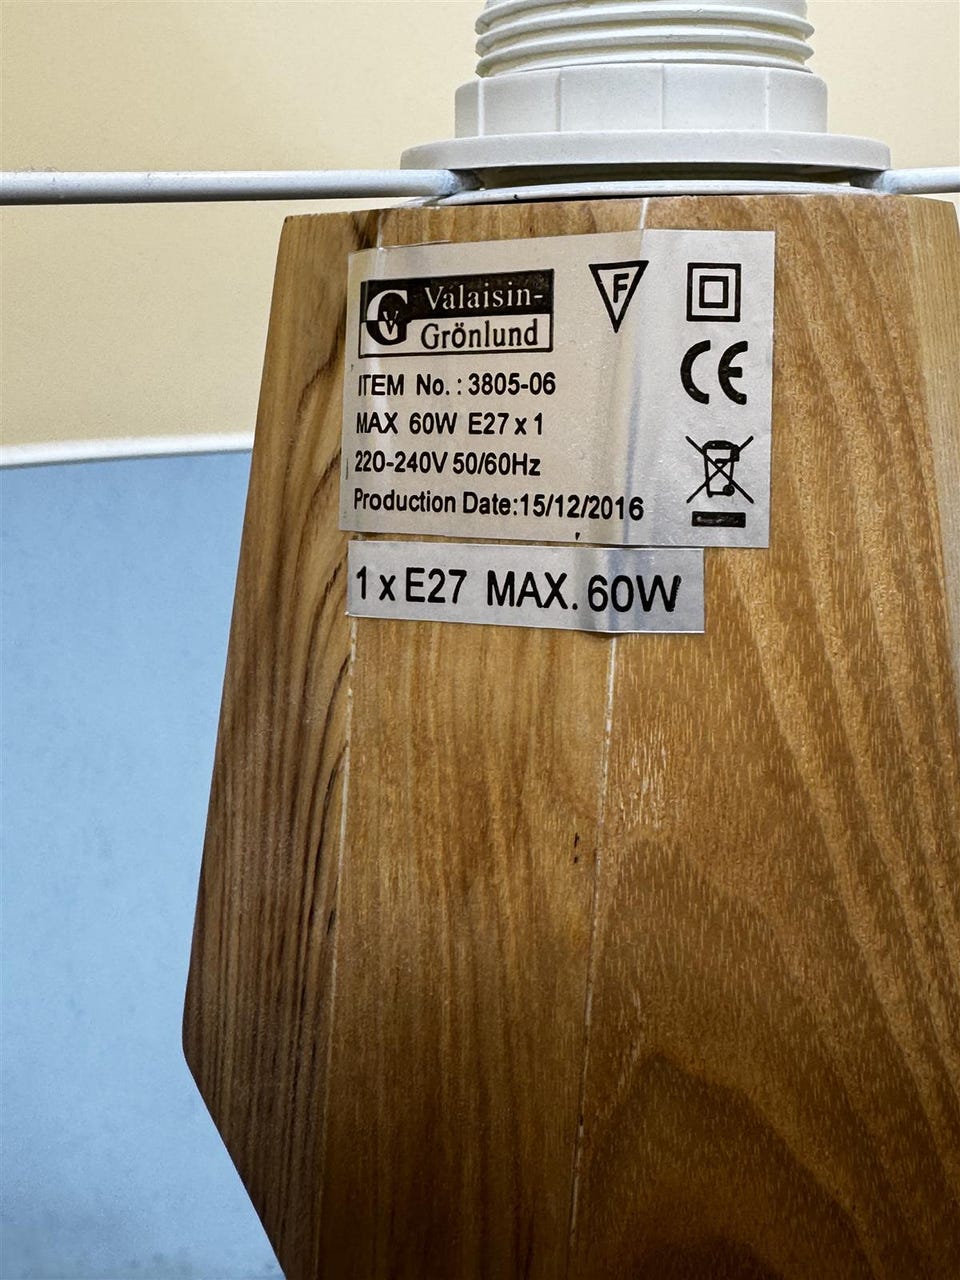 GV Valaisin-
Grönlund
F
CE
ITEM No. : 3805-06
MAX 60W E27 x 1
220-240V 50/60Hz
Production Date:15/12/2016
1 x E27 MAX. 60W